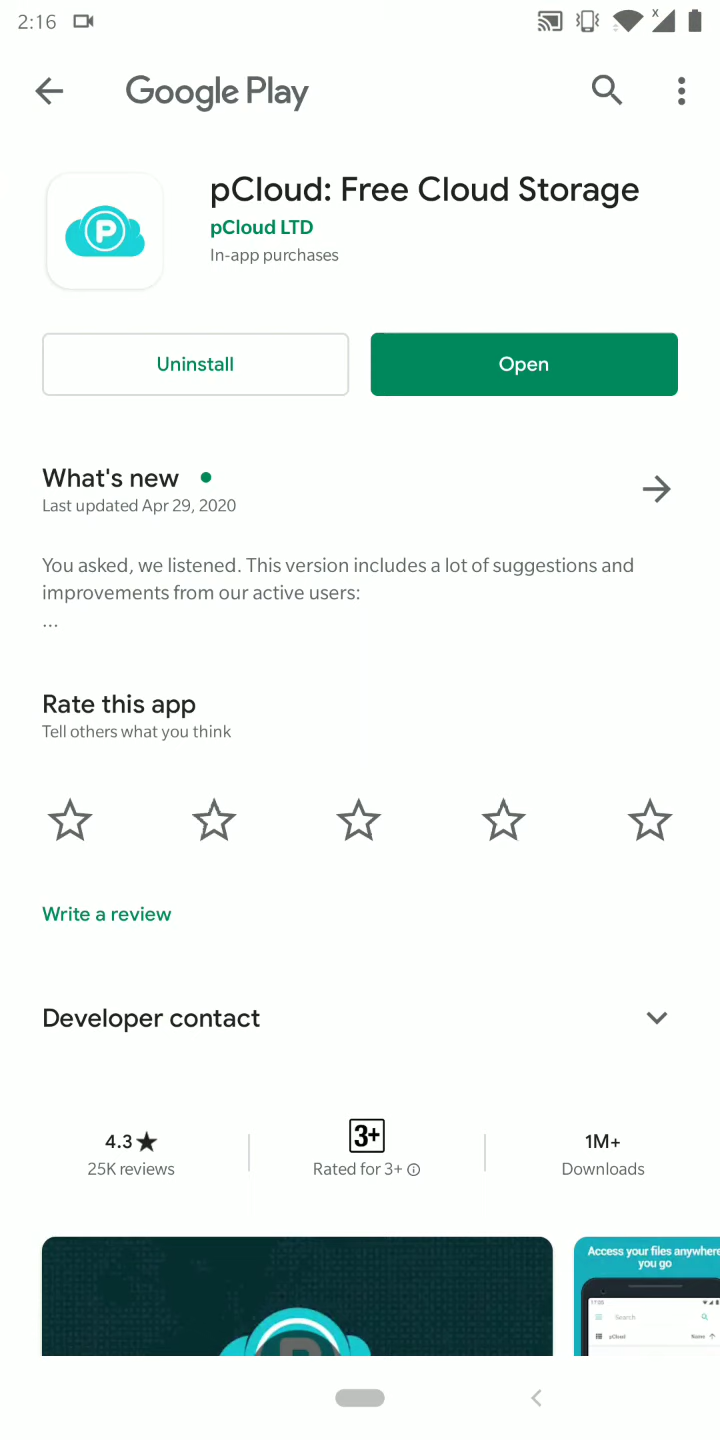 2:16
Google Play
pCloud: Free Cloud Storage
pCloud LTD
In-app purchases
Uninstall
Open
What's new
Last updated Apr 29, 2020
You asked, we listened. This version includes a lot of suggestions and
improvements from our active users:
...
Rate this app
Tell others what you think
Write a review
Developer contact
4.3★
25K reviews
3+
Rated for 3+
1M+
Downloads
Access your files anywhere
you go
Search
pCloud
Name